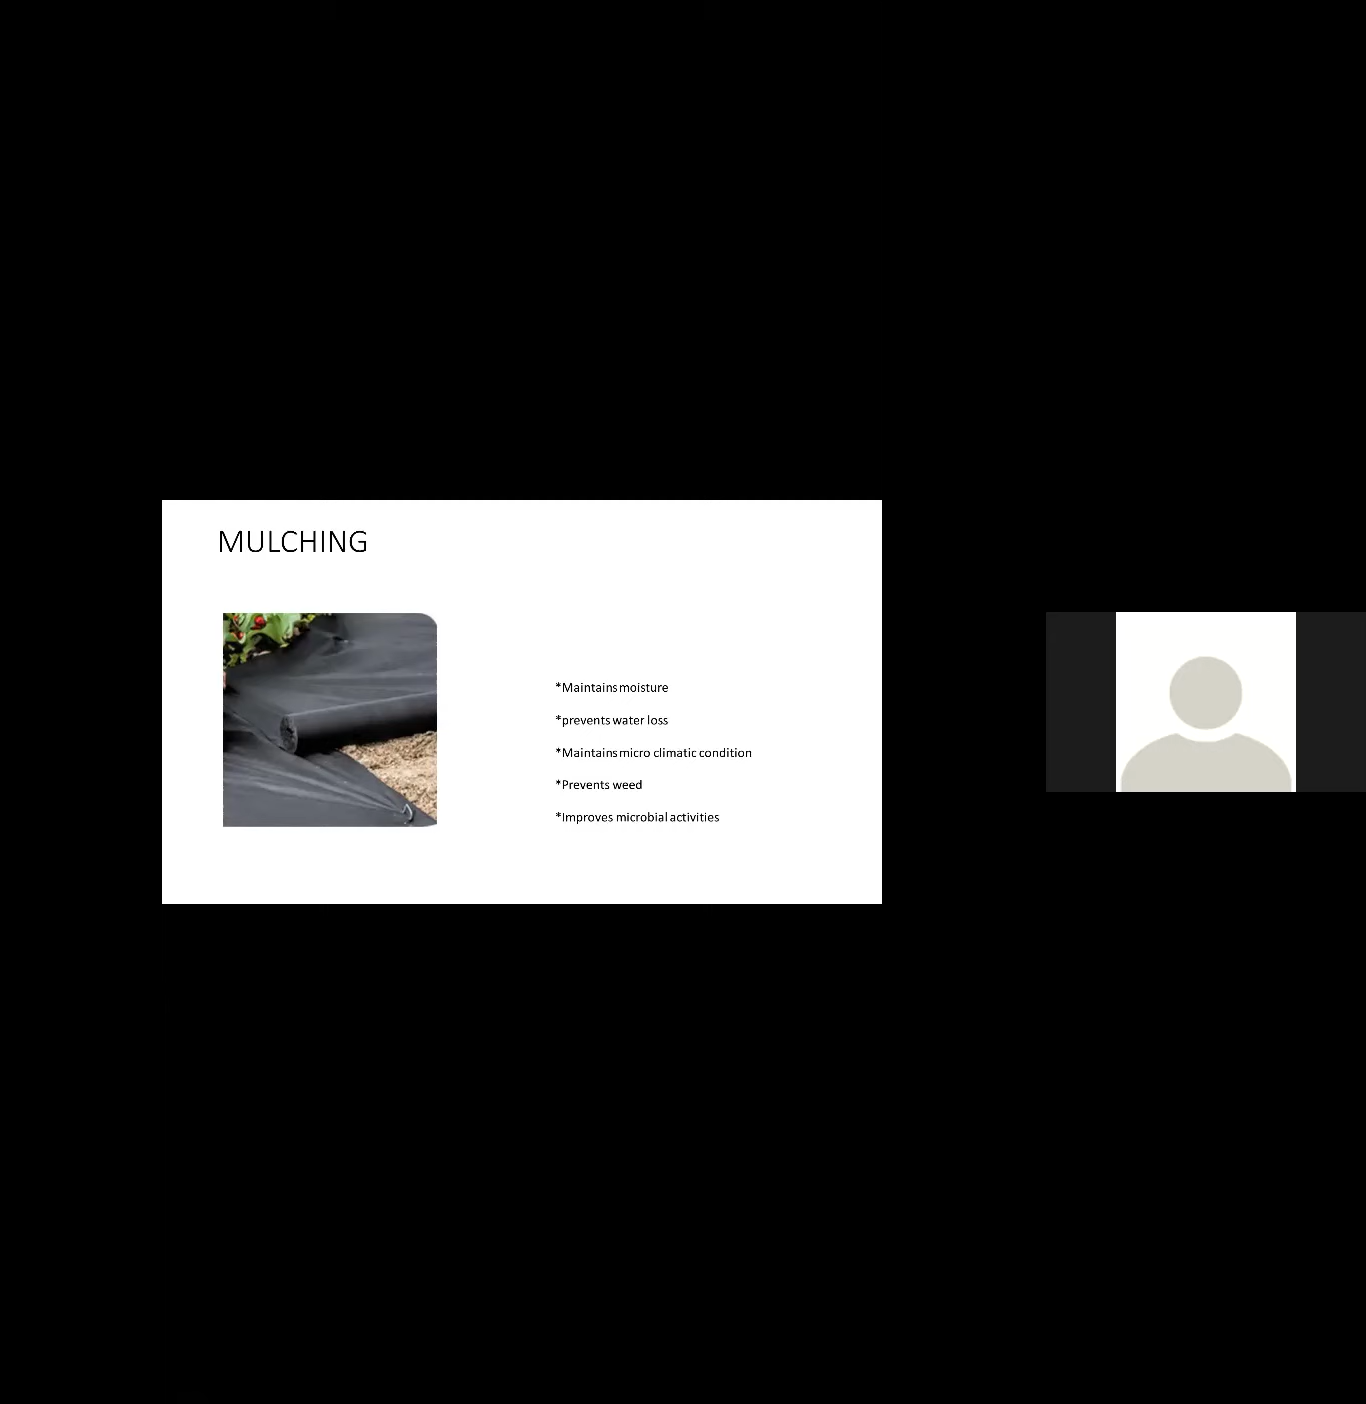 MULCHING
*Maintains moisture
*prevents water loss
*Maintains micro climatic condition
*Prevents weed
*Improves microbial activities